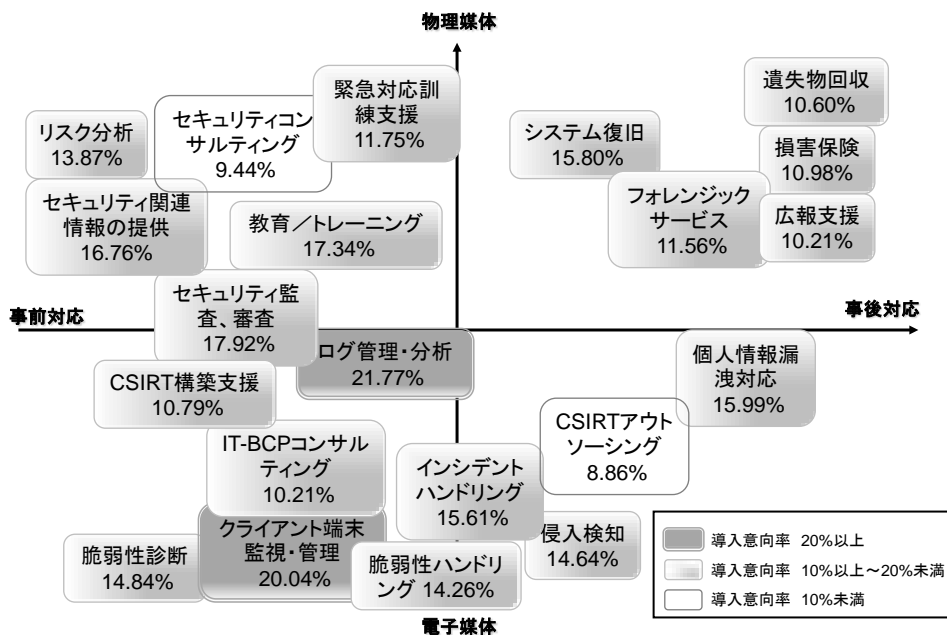 物理媒体
緊急対応訓
練支援
11.75%
遺失物回収
10.60%
リスク分析
13.87%
セキュリティコン
サルティング
9.44%
システム復旧
15.80%
損害保険
10.98%
セキュリティ関連
情報の提供
16.76%
教育／トレーニング
17.34%
フォレンジック
サービス
11.56%
広報支援
10.21%
セキュリティ監
査、審査
17.92%
事前対応
事後対応
ログ管理・分析
21.77%
個人情報漏
洩対応
15.99%
CSIRT構築支援
10.79%
CSIRTアウト
ソーシング
8.86%
IT-BCPコンサル
ティング
10.21%
インシデント
ハンドリング
15.61%
クライアント端末
監視・管理
20.04%
侵入検知
14.64%
脆弱性診断
14.84%
脆弱性ハンドリ
ング 14.26%
電子媒体
導入意向率 20%以上
導入意向率 10%以上～20%未満
導入意向率 10%未満